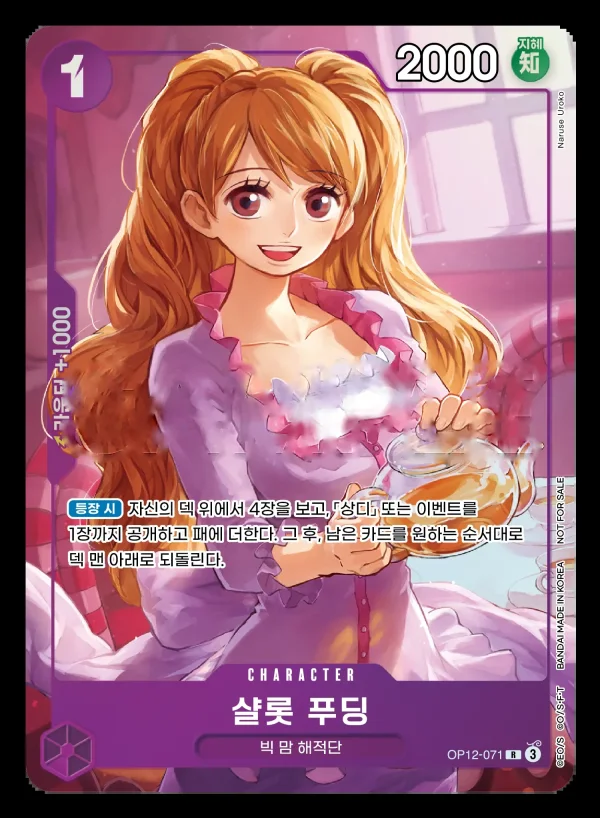 1
2000
지혜
知
Naruse Uroko
카운터 +1000
등장 시 자신의 덱 위에서 4장을 보고, 「상디」 또는 이벤트를
1장까지 공개하고 패에 더한다. 그 후, 남은 카드를 원하는 순서대로
덱 맨 아래로 되돌린다.
CHARACTER
샬롯 푸딩
빅 맘 해적단
OP12-071 R 3
©EO/S ©O/S·F·T BANDAI MADE IN KOREA NOT FOR SALE